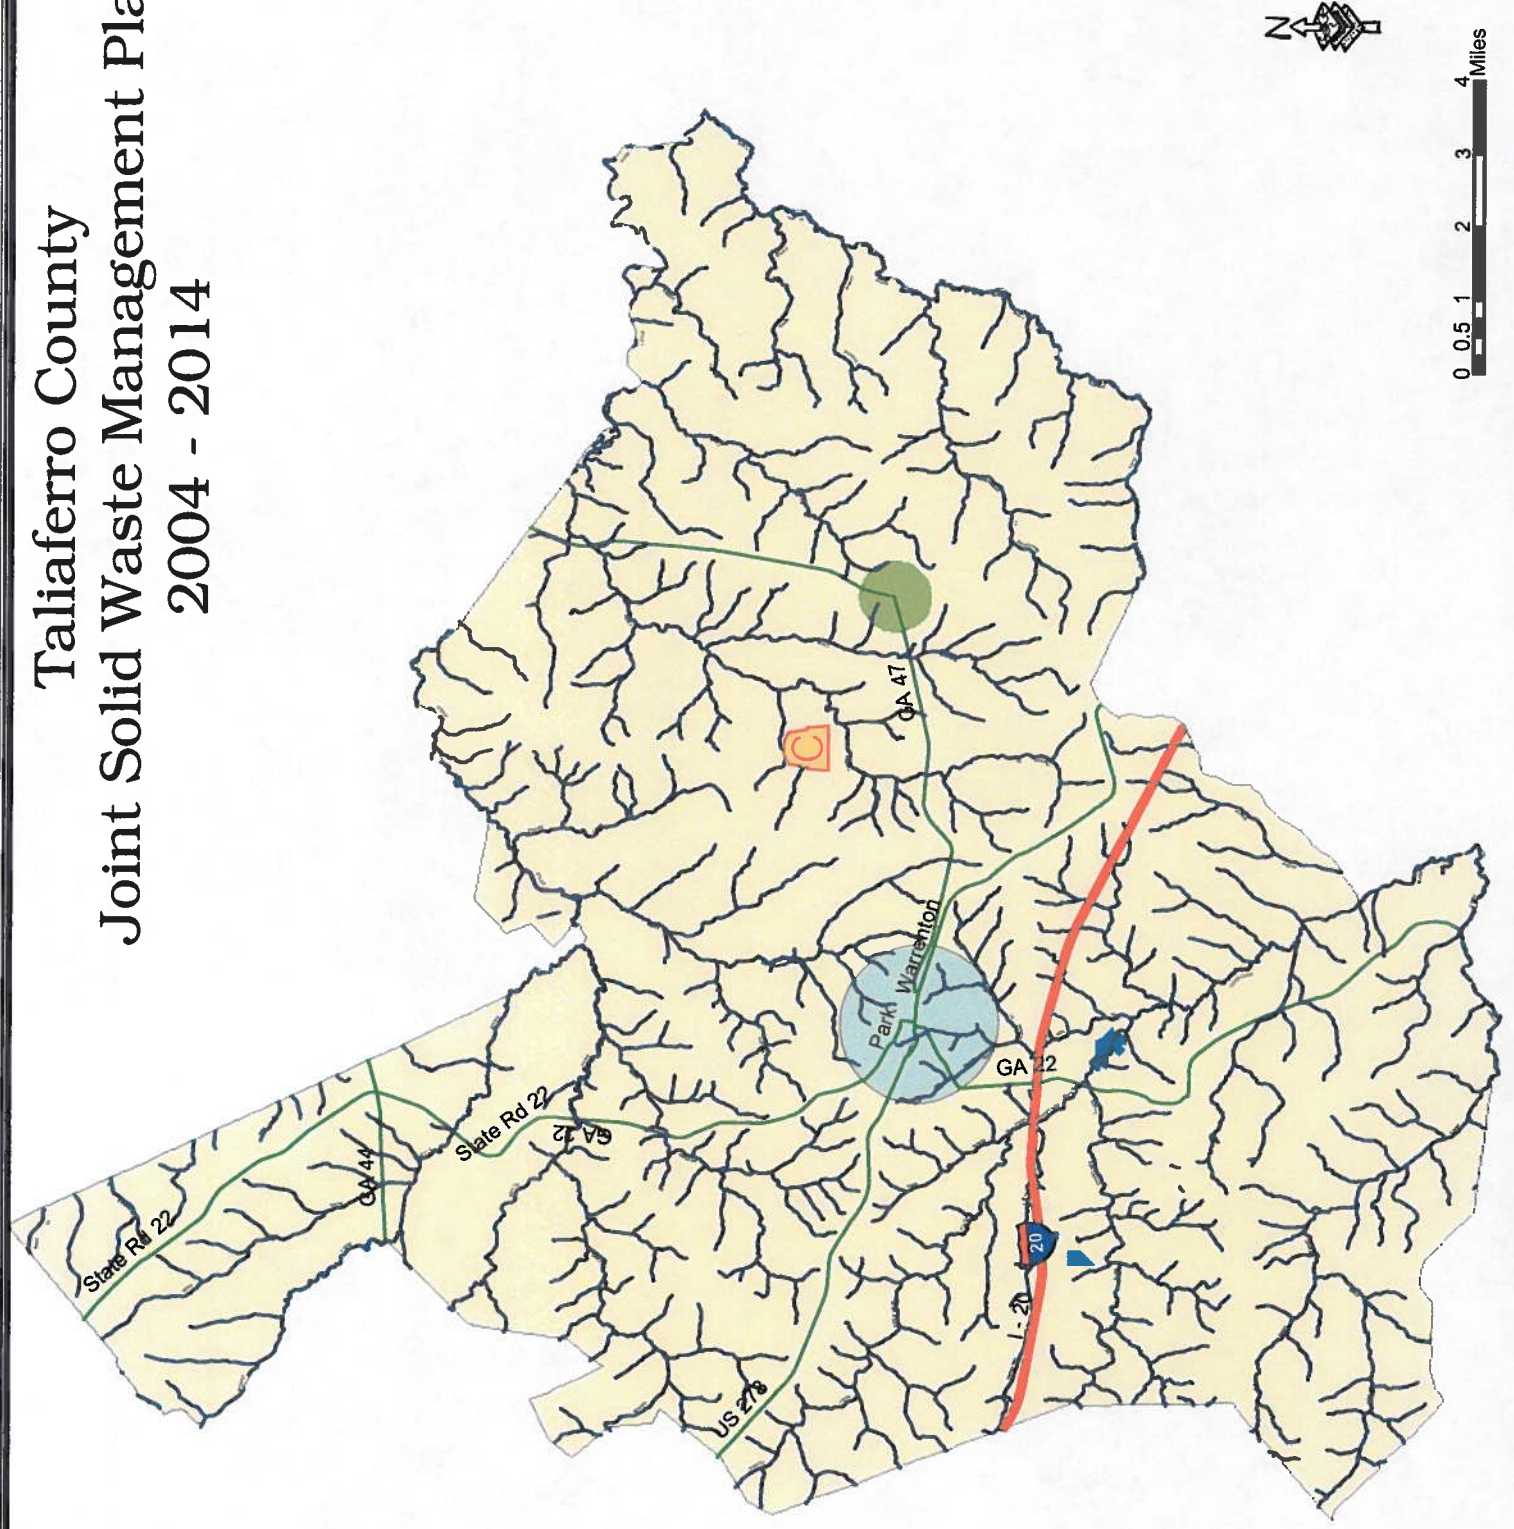 Taliaferro County
Joint Solid Waste Management Pla
2004 - 2014
N
0 0.5 1 2 3 4
Miles
State Rd 22
GA 44
State Rd 22
GA 22
US 278
GA 47
C
Park
Warrenton
GA 22
20
I - 20